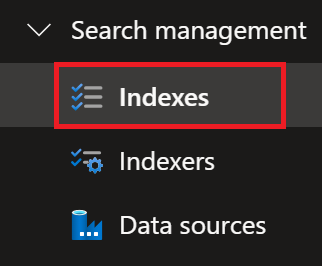 Search management
Indexes
Indexers
Data sources